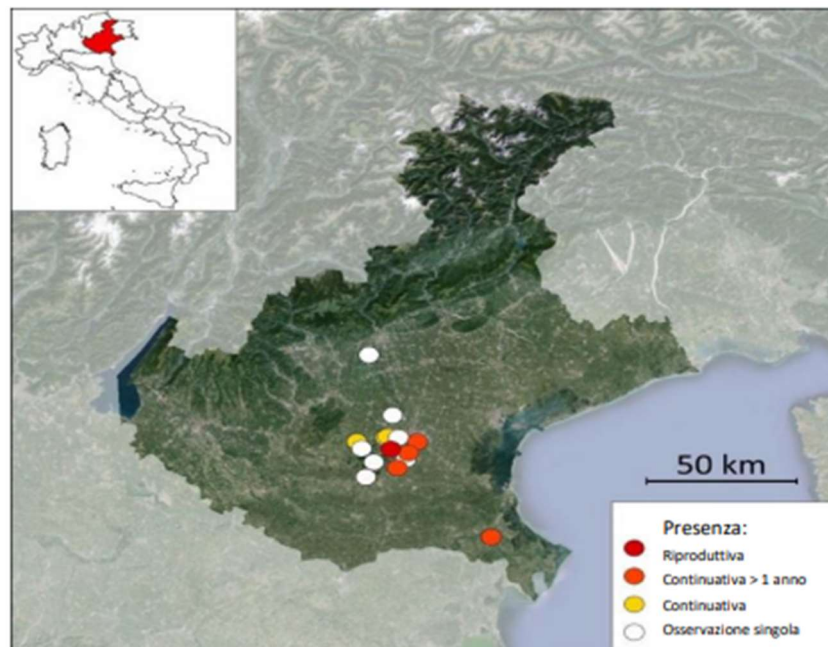 50 km
Presenza:
Riproduttiva
Continuativa > 1 anno
Continuativa
Osservazione singola